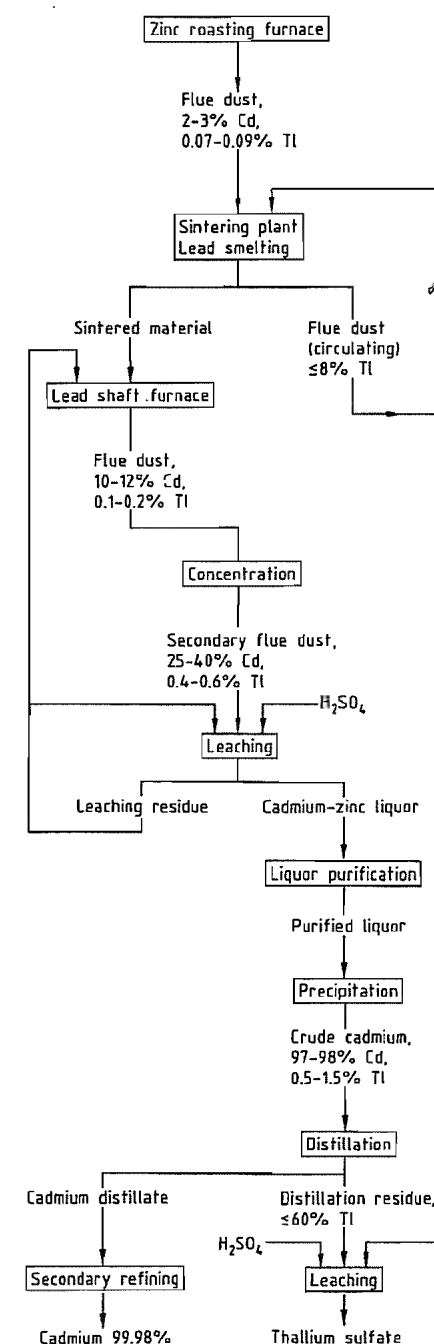 Zinc roasting furnace
Flue dust,
2-3% Cd,
0.07-0.09% Tl
Sintering plant
Lead smelting
Sintered material
Flue dust
(circulating)
≤8% Tl
Lead shaft furnace
Flue dust,
10-12% Cd,
0.1-0.2% Tl
Concentration
Secondary flue dust,
25-40% Cd,
0.4-0.6% Tl
H₂SO₄
Leaching
Leaching residue
Cadmium-zinc liquor
Liquor purification
Purified liquor
Precipitation
Crude cadmium,
97-98% Cd,
0.5-1.5% Tl
Distillation
Cadmium distillate
Distillation residue,
≤60% Tl
H₂SO₄
Secondary refining
Leaching
Cadmium 99.98%
Thallium sulfate